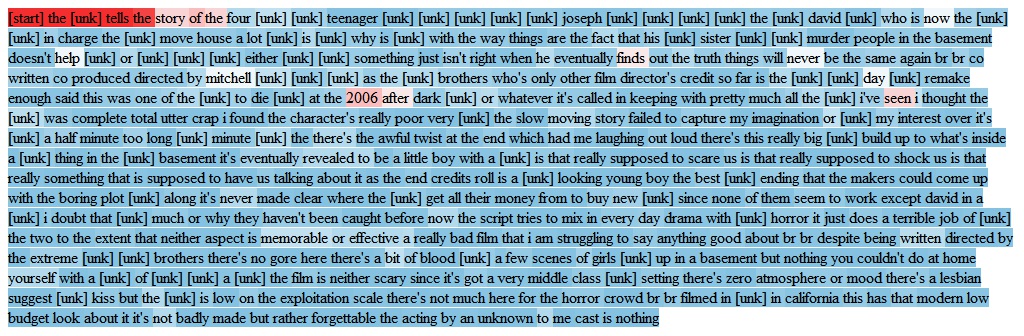 [start] the [unk] tells the story of the four [unk] [unk] teenager [unk] [unk] [unk] [unk] [unk] joseph [unk] [unk] [unk] [unk] the [unk] david [unk] who is now the [unk]
[unk] in charge the [unk] move house a lot [unk] is [unk] why is [unk] with the way things are the fact that his [unk] sister [unk] [unk] murder people in the basement
doesn't help [unk] or [unk] [unk] [unk] either [unk] [unk] something just isn't right when he eventually finds out the truth things will never be the same again br br co
written co produced directed by mitchell [unk] [unk] [unk] as the [unk] brothers who's only other film director's credit so far is the [unk] [unk] day [unk] remake
enough said this was one of the [unk] to die [unk] at the 2006 after dark [unk] or whatever it's called in keeping with pretty much all the [unk] i've seen i thought the
[unk] was complete total utter crap i found the character's really poor very [unk] the slow moving story failed to capture my imagination or [unk] my interest over it's
[unk] a half minute too long [unk] minute [unk] the there's the awful twist at the end which had me laughing out loud there's this really big [unk] build up to what's inside
a [unk] thing in the [unk] basement it's eventually revealed to be a little boy with a [unk] is that really supposed to scare us is that really supposed to shock us is that
really something that is supposed to have us talking about it as the end credits roll is a [unk] looking young boy the best [unk] ending that the makers could come up
with the boring plot [unk] along it's never made clear where the [unk] get all their money from to buy new [unk] since none of them seem to work except david in a
[unk] i doubt that [unk] much or why they haven't been caught before now the script tries to mix in every day drama with [unk] horror it just does a terrible job of [unk]
the two to the extent that neither aspect is memorable or effective a really bad film that i am struggling to say anything good about br br despite being written directed by
the extreme [unk] [unk] brothers there's no gore here there's a bit of blood [unk] a few scenes of girls [unk] up in a basement but nothing you couldn't do at home
yourself with a [unk] of [unk] [unk] a [unk] the film is neither scary since it's got a very middle class [unk] setting there's zero atmosphere or mood there's a lesbian
suggest [unk] kiss but the [unk] is low on the exploitation scale there's not much here for the horror crowd br br filmed in [unk] in california this has that modern low
budget look about it it's not badly made but rather forgettable the acting by an unknown to me cast is nothing